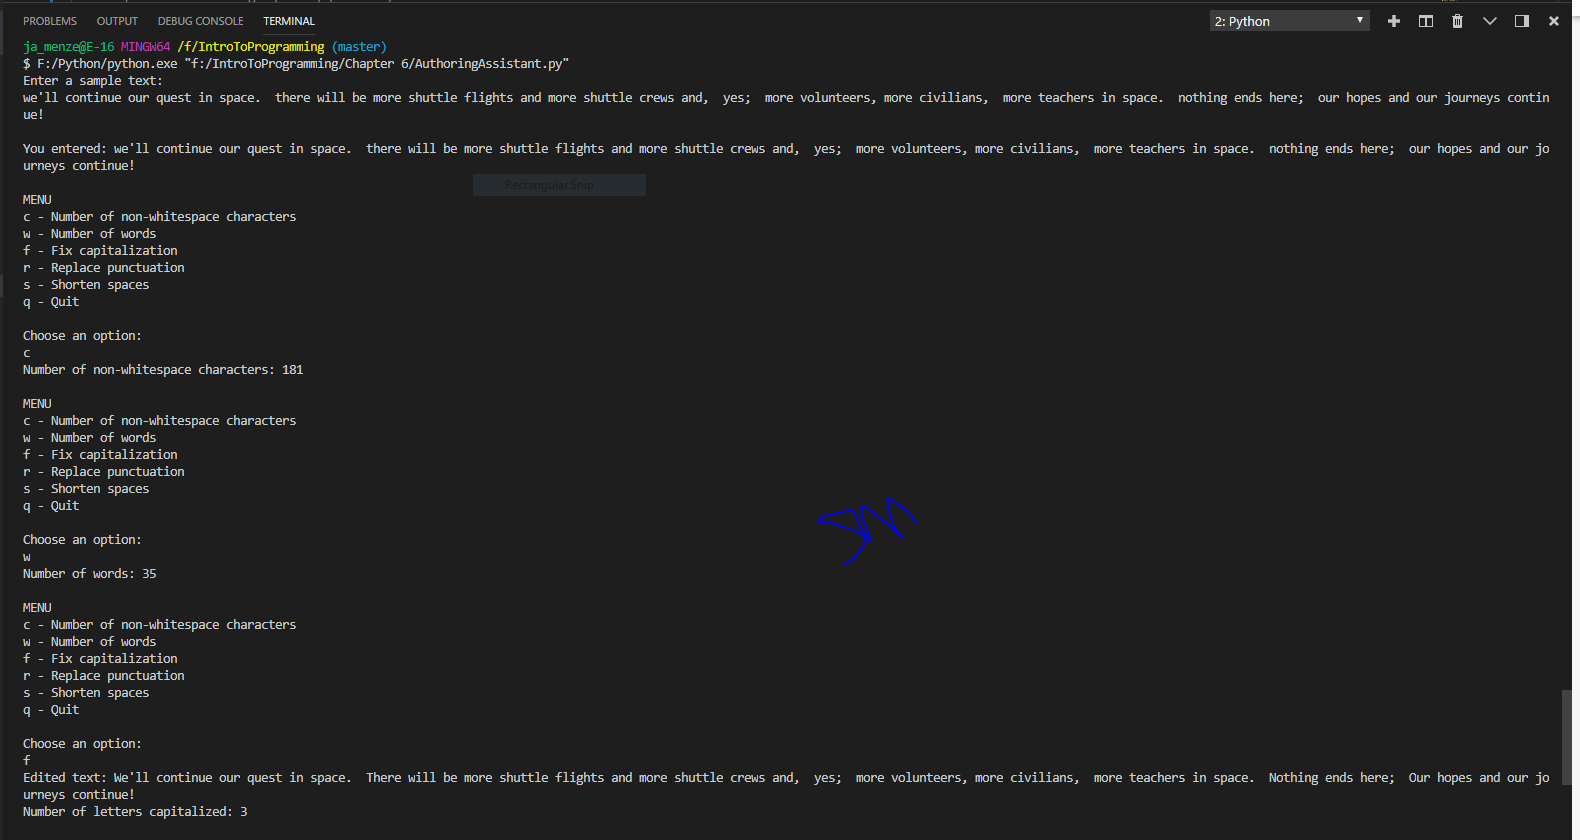 PROBLEMS OUTPUT DEBUG CONSOLE TERMINAL 2: Python
ja_menze@E-16 MINGW64 /f/IntroToProgramming (master)
$ F:/Python/python.exe "f:/IntroToProgramming/Chapter 6/AuthoringAssistant.py"
Enter a sample text:
we'll continue our quest in space.  there will be more shuttle flights and more shuttle crews and,  yes;  more volunteers, more civilians,  more teachers in space.  nothing ends here;  our hopes and our journeys contin
ue!
You entered: we'll continue our quest in space.  there will be more shuttle flights and more shuttle crews and,  yes;  more volunteers, more civilians,  more teachers in space.  nothing ends here;  our hopes and our jo
urneys continue!
Rectangular Snip
MENU
c - Number of non-whitespace characters
w - Number of words
f - Fix capitalization
r - Replace punctuation
s - Shorten spaces
q - Quit
Choose an option:
c
Number of non-whitespace characters: 181
MENU
c - Number of non-whitespace characters
w - Number of words
f - Fix capitalization
r - Replace punctuation
s - Shorten spaces
q - Quit
Choose an option:
w
Number of words: 35
MENU
c - Number of non-whitespace characters
w - Number of words
f - Fix capitalization
r - Replace punctuation
s - Shorten spaces
q - Quit
Choose an option:
f
Edited text: We'll continue our quest in space.  There will be more shuttle flights and more shuttle crews and,  yes;  more volunteers, more civilians,  more teachers in space.  Nothing ends here;  Our hopes and our jo
urneys continue!
Number of letters capitalized: 3